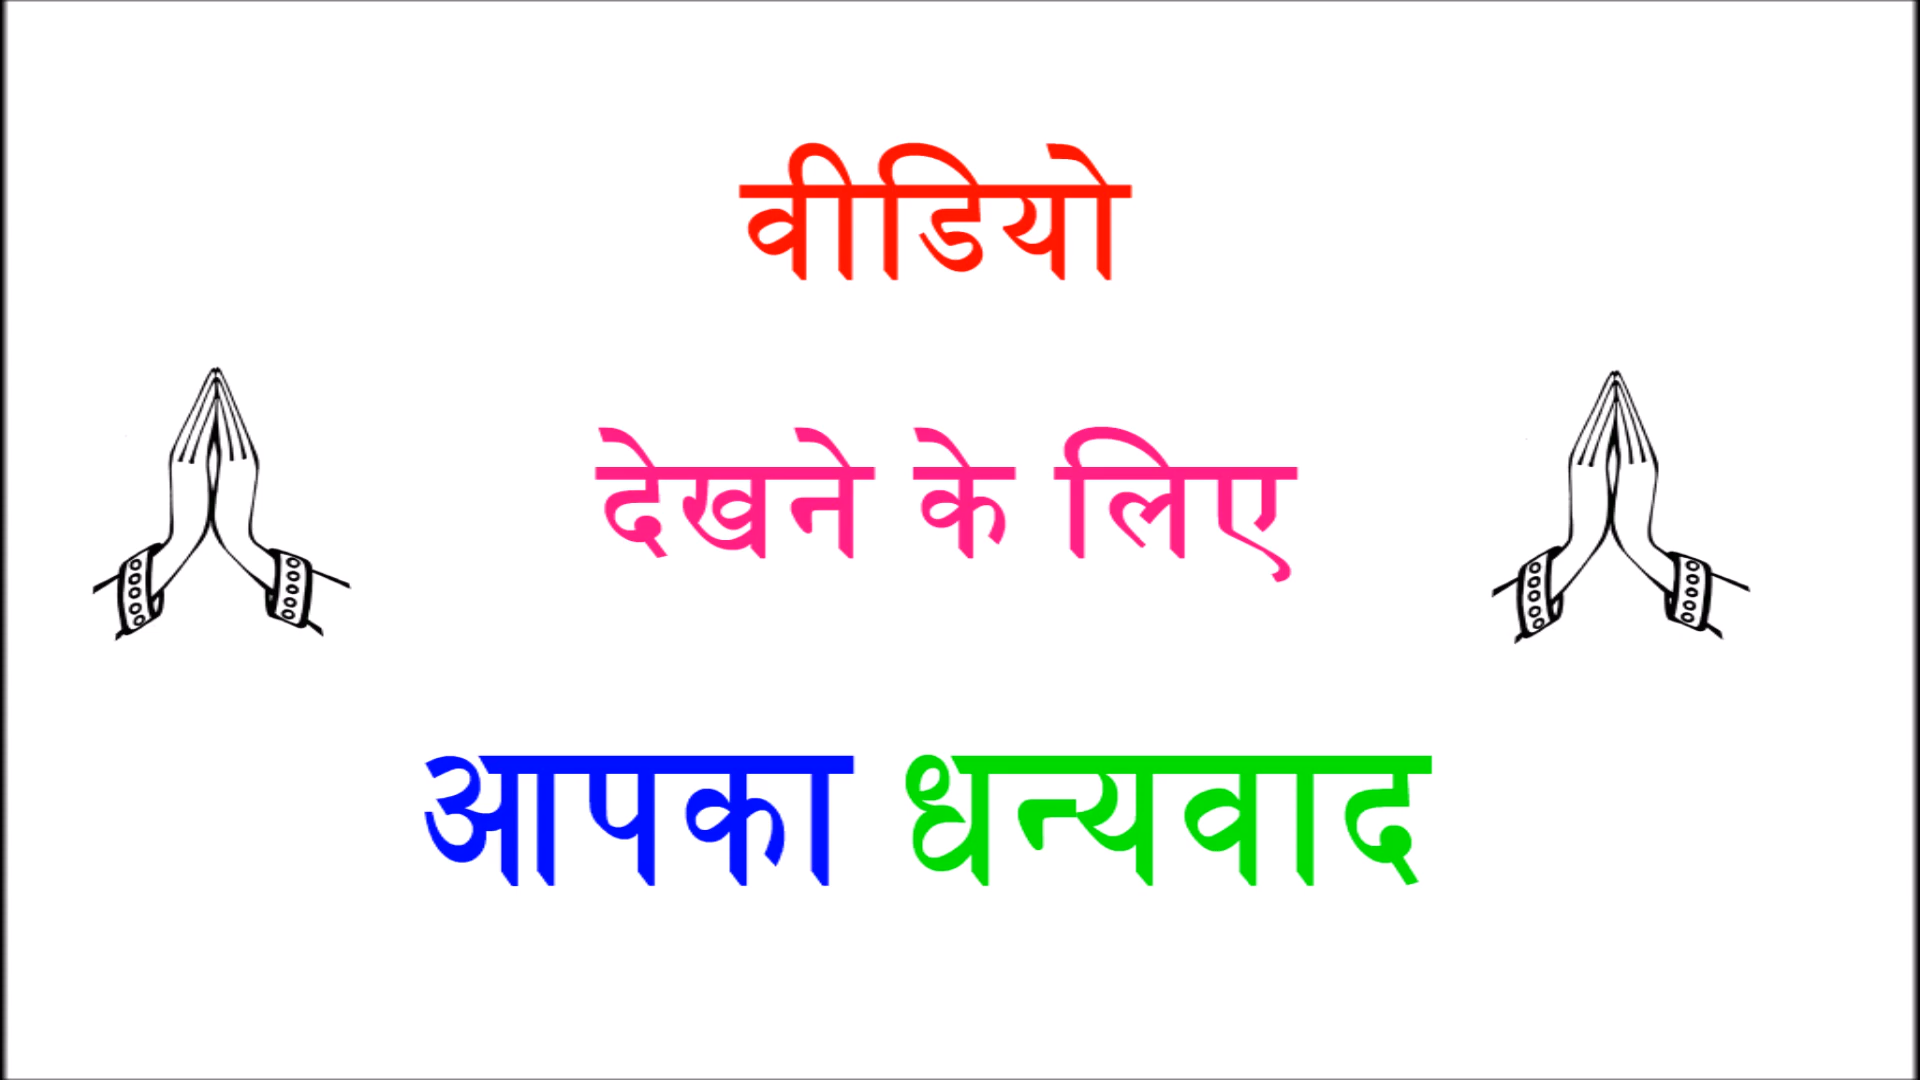 वीडियो
देखने के लिए
आपका धन्यवाद